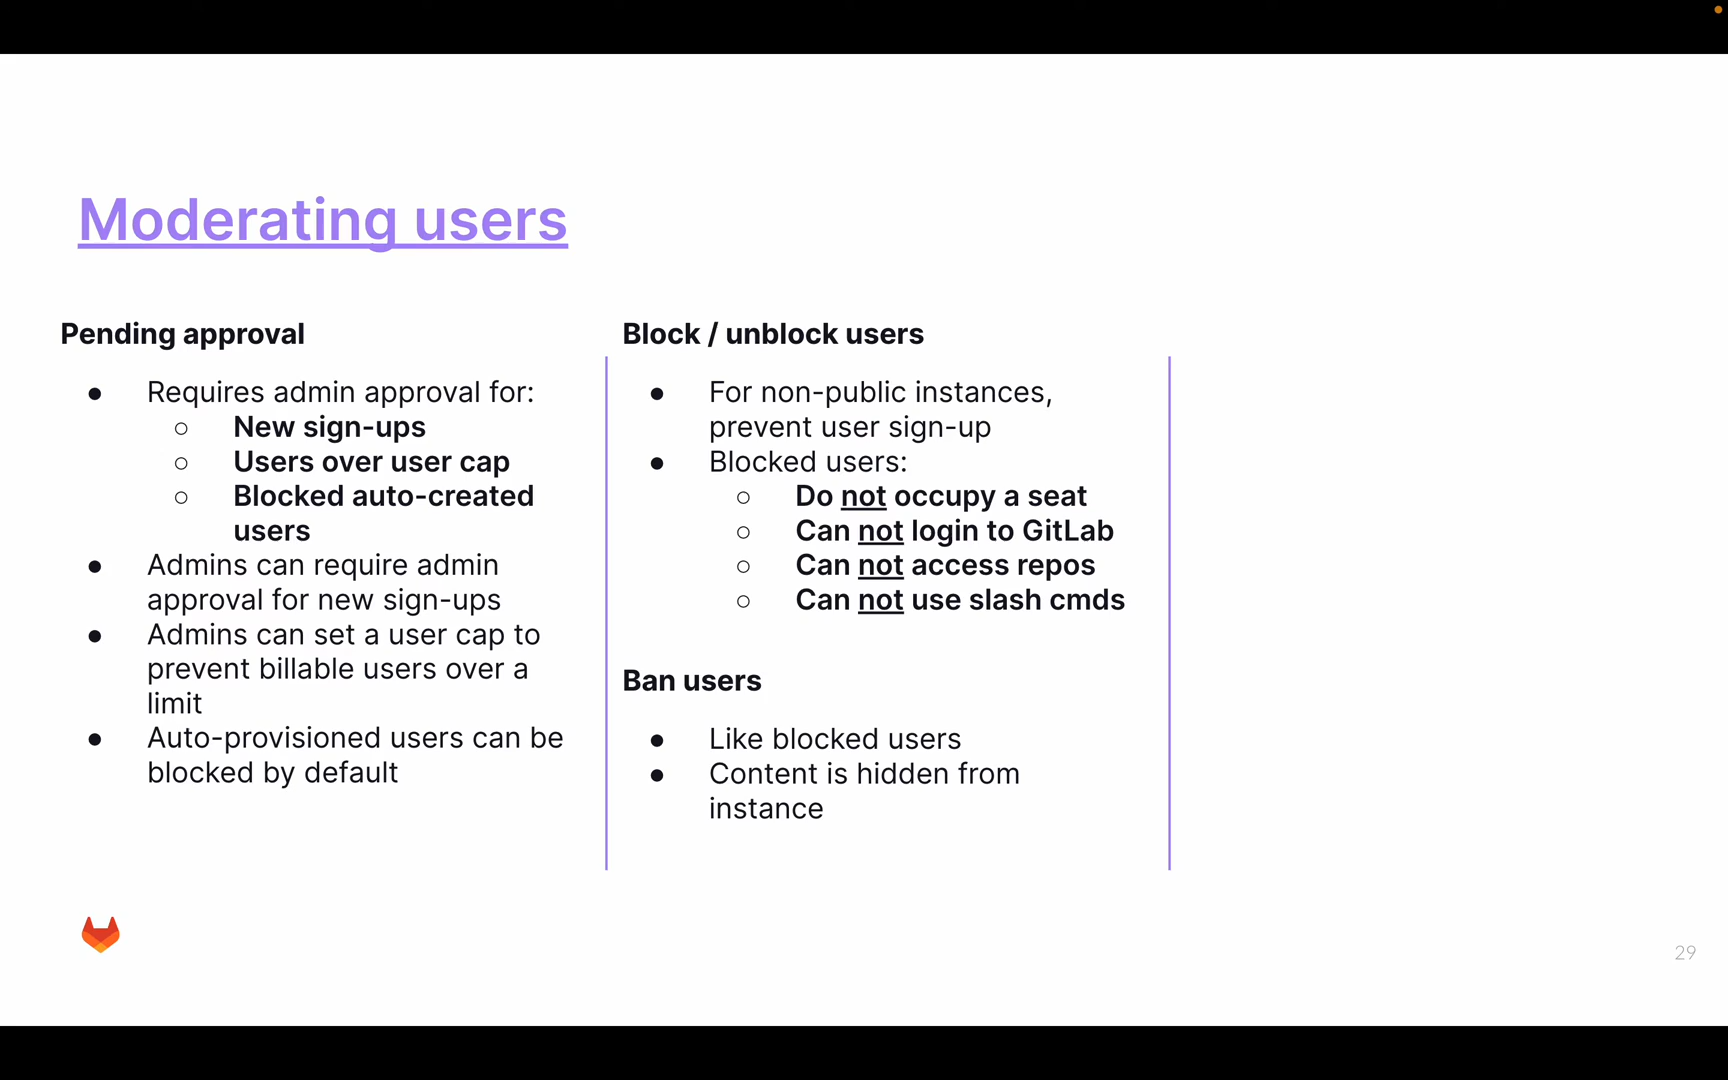 Moderating users
Pending approval
● Requires admin approval for:
○ New sign-ups
○ Users over user cap
○ Blocked auto-created
users
● Admins can require admin
approval for new sign-ups
● Admins can set a user cap to
prevent billable users over a
limit
● Auto-provisioned users can be
blocked by default
Block / unblock users
● For non-public instances,
prevent user sign-up
● Blocked users:
○ Do not occupy a seat
○ Can not login to GitLab
○ Can not access repos
○ Can not use slash cmds
Ban users
● Like blocked users
● Content is hidden from
instance
29